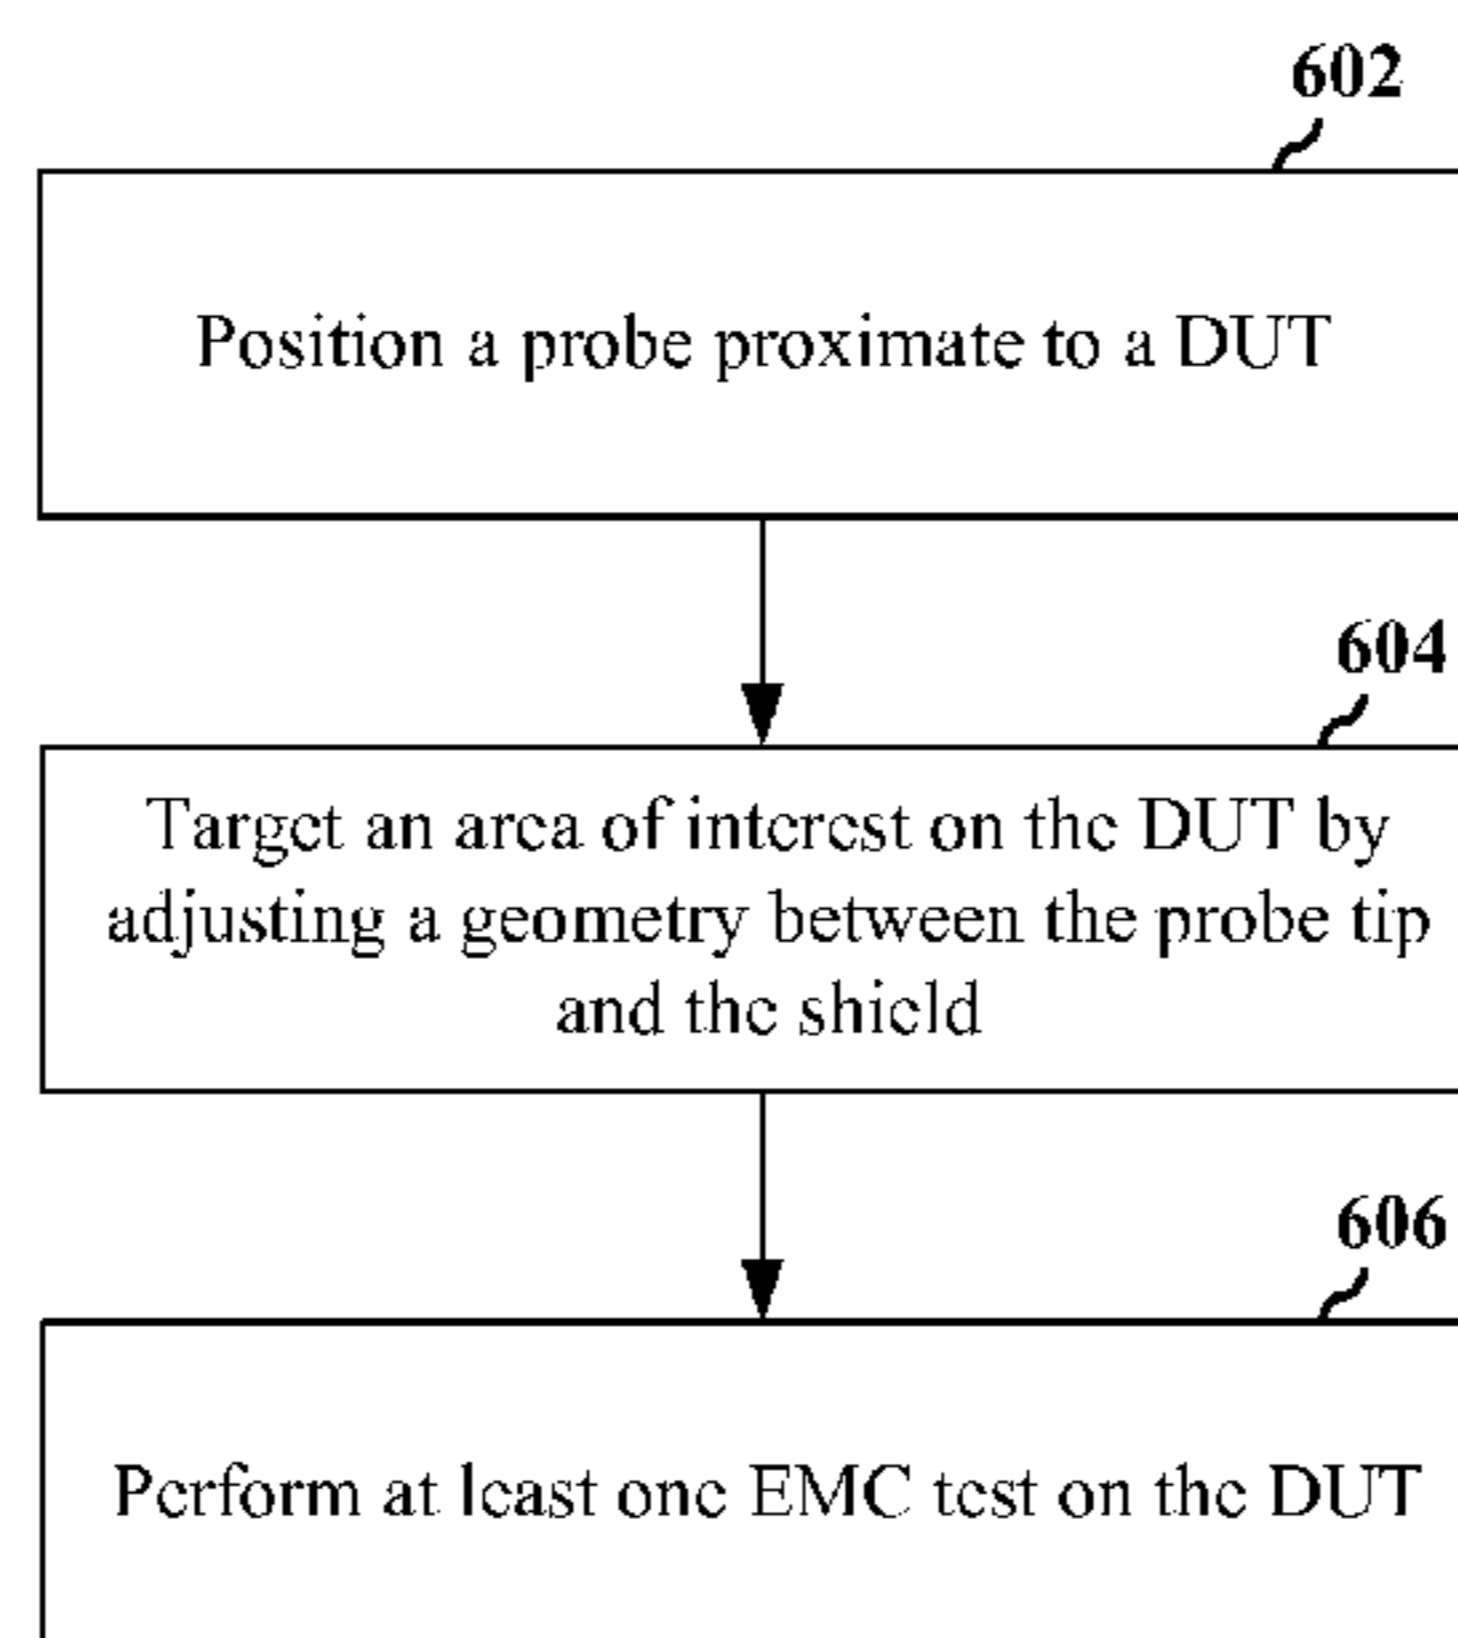 602
Position a probe proximate to a DUT
604
Target an area of interest on the DUT by
adjusting a geometry between the probe tip
and the shield
606
Perform at least one EMC test on the DUT